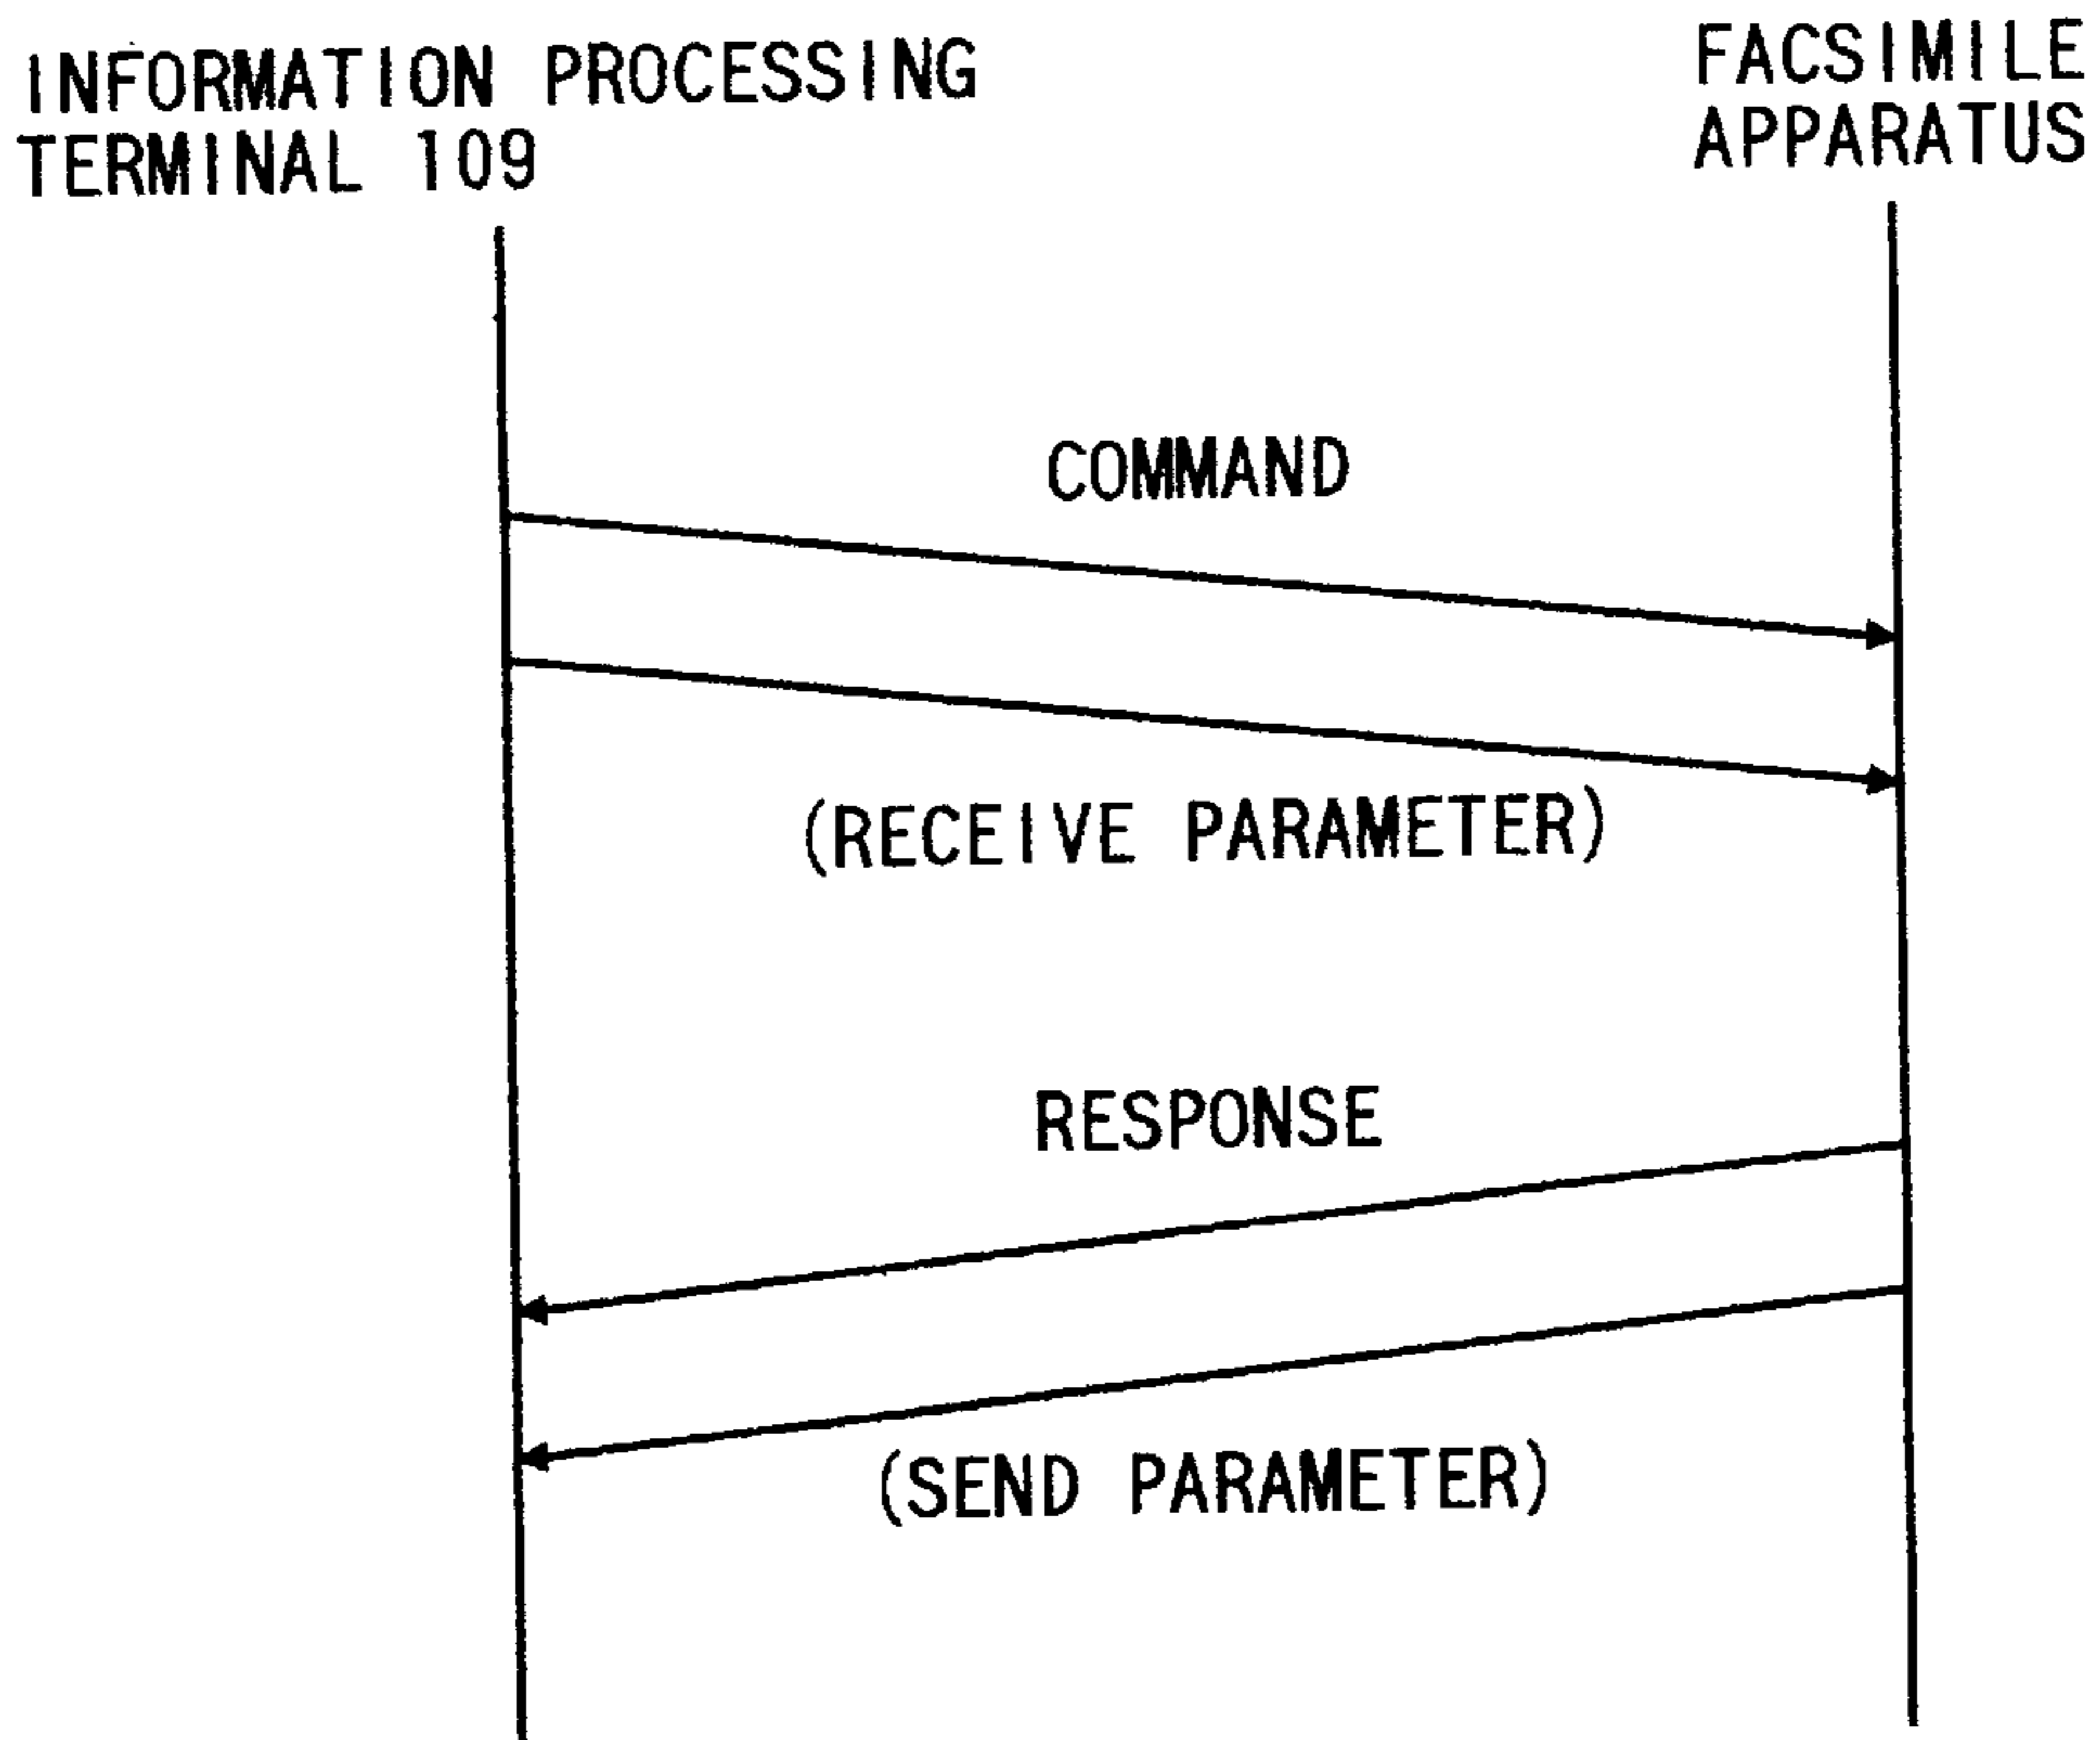 INFORMATION PROCESSING
TERMINAL 109
FACSIMILE
APPARATUS
COMMAND
(RECEIVE PARAMETER)
RESPONSE
(SEND PARAMETER)